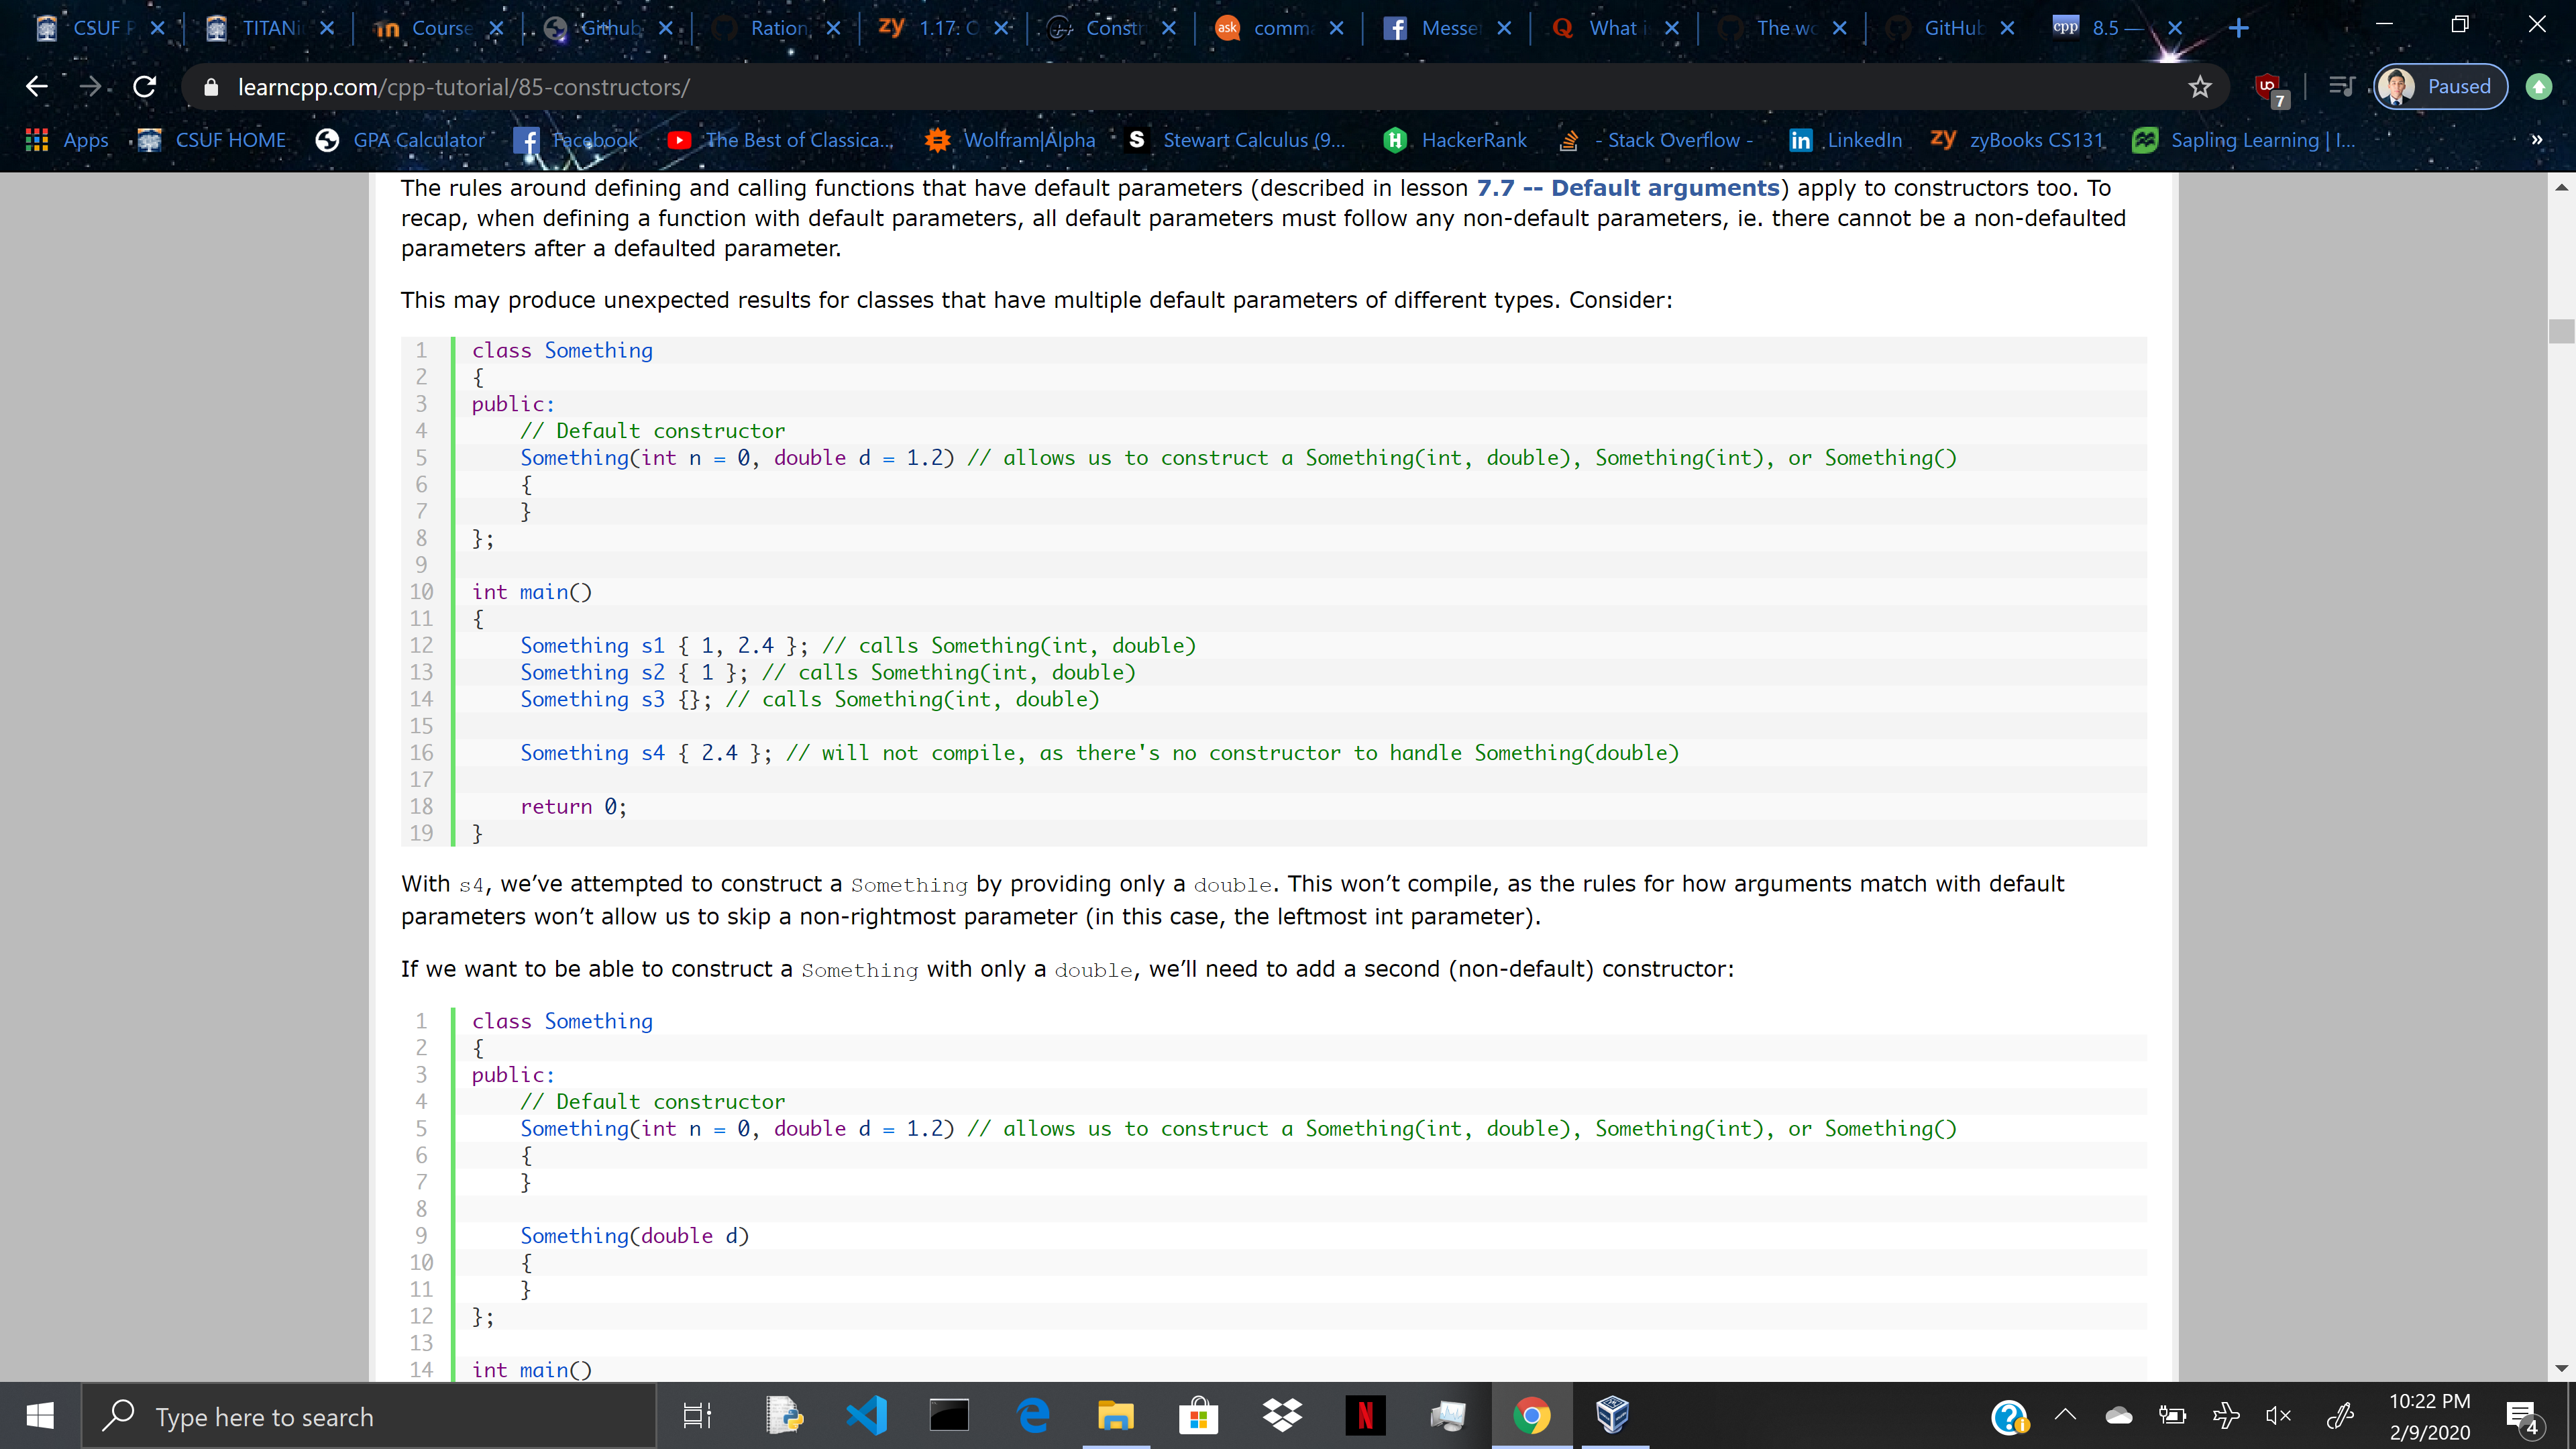 CSUF P
TITANi
Course
Github
Ration
1.17: C
Constr
comma
Messe
What i
The wo
GitHub
8.5 —
learncpp.com/cpp-tutorial/85-constructors/
7
Paused
Apps
CSUF HOME
GPA Calculator
Facebook
The Best of Classica...
Wolfram|Alpha
Stewart Calculus (9...
HackerRank
- Stack Overflow -
LinkedIn
zyBooks CS131
Sapling Learning | I...
»
The rules around defining and calling functions that have default parameters (described in lesson 7.7 -- Default arguments) apply to constructors too. To
recap, when defining a function with default parameters, all default parameters must follow any non-default parameters, ie. there cannot be a non-defaulted
parameters after a defaulted parameter.
This may produce unexpected results for classes that have multiple default parameters of different types. Consider:
1 class Something
2 {
3 public:
4     // Default constructor
5     Something(int n = 0, double d = 1.2) // allows us to construct a Something(int, double), Something(int), or Something()
6     {
7     }
8 };
9
10 int main()
11 {
12     Something s1 { 1, 2.4 }; // calls Something(int, double)
13     Something s2 { 1 }; // calls Something(int, double)
14     Something s3 {}; // calls Something(int, double)
15
16     Something s4 { 2.4 }; // will not compile, as there's no constructor to handle Something(double)
17
18     return 0;
19 }
With s4, we’ve attempted to construct a Something by providing only a double. This won’t compile, as the rules for how arguments match with default
parameters won’t allow us to skip a non-rightmost parameter (in this case, the leftmost int parameter).
If we want to be able to construct a Something with only a double, we’ll need to add a second (non-default) constructor:
1 class Something
2 {
3 public:
4     // Default constructor
5     Something(int n = 0, double d = 1.2) // allows us to construct a Something(int, double), Something(int), or Something()
6     {
7     }
8
9     Something(double d)
10     {
11     }
12 };
13
14 int main()
Type here to search
10:22 PM
2/9/2020
4